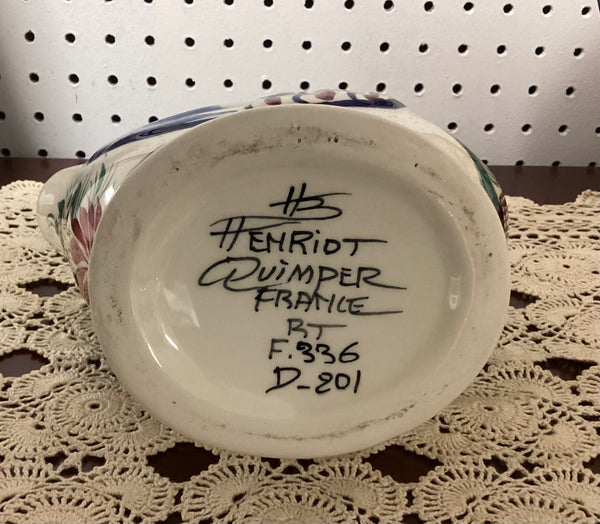 HB
HENRIOT
QUIMPER
FRANCE
RT
F.336
D-201